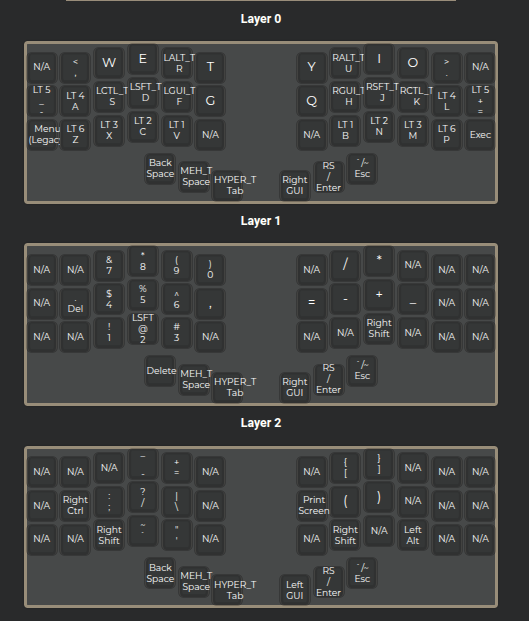 Layer 0
N/A < , W E LALT_T R T Y RALT_T U I O > . N/A
LT 5 _ - LT 4 A LCTL_T S LSFT_T D LGUI_T F G Q RGUI_T H RSFT_T J RCTL_T K LT 4 L LT 5 + =
Menu (Legacy LT 6 Z LT 3 X LT 2 C LT 1 V N/A N/A LT 1 B LT 2 N LT 3 M LT 6 P Exec
Back Space MEH_T Space HYPER_T Tab Right GUI RS / Enter ` /~ Esc
Layer 1
N/A N/A & 7 * 8 ( 9 ) 0 N/A / * N/A N/A N/A
N/A . Del $ 4 % 5 ^ 6 , = - + _ N/A N/A
N/A N/A ! 1 LSFT @ 2 # 3 N/A N/A N/A Right Shift N/A N/A N/A
Delete MEH_T Space HYPER_T Tab Right GUI RS / Enter ` /~ Esc
Layer 2
N/A N/A N/A _ - + = N/A N/A { [ } ] N/A N/A N/A
N/A Right Ctrl : ; ? / | \ N/A Print Screen ( ) N/A N/A N/A
N/A N/A Right Shift ~ ` " ' N/A N/A Right Shift N/A Left Alt N/A N/A
Back Space MEH_T Space HYPER_T Tab Left GUI RS / Enter ` /~ Esc